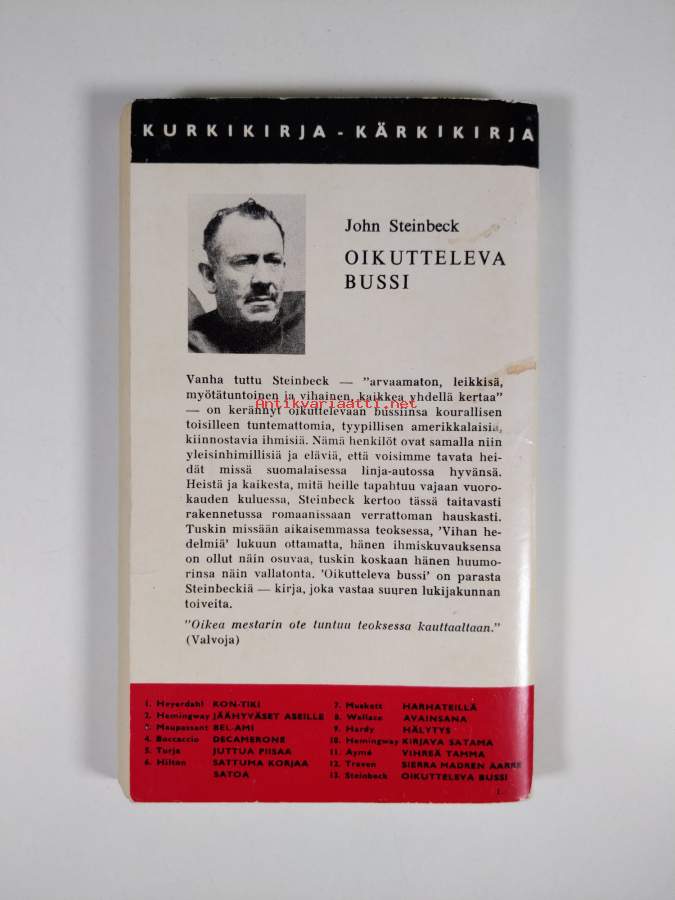 KURKIKIRJA - KÄRKIKIRJA
John Steinbeck
OIKUTTELEVA
BUSSI
Vanha tuttu Steinbeck — "arvaamaton, leikkisä,
myötätuntoinen ja vihainen, kaikkea yhdellä kertaa"
Antikvariaatti.net
— on kerännyt oikuttelevaan bussiinsa kourallisen
toisilleen tuntemattomia, tyypillisen amerikkalaisia,
kiinnostavia ihmisiä. Nämä henkilöt ovat samalla niin
yleisinhimillisiä ja eläviä, että voisimme tavata hei-
dät missä suomalaisessa linja-autossa hyvänsä.
Heistä ja kaikesta, mitä heille tapahtuu vajaan vuoro-
kauden kuluessa, Steinbeck kertoo tässä taitavasti
rakennetussa romaanissaan verrattoman hauskasti.
Tuskin missään aikaisemmassa teoksessa, 'Vihan he-
delmiä' lukuun ottamatta, hänen ihmiskuvauksensa
on ollut näin osuvaa, tuskin koskaan hänen huumo-
rinsa näin vallatonta. 'Oikutteleva bussi' on parasta
Steinbeckiä — kirja, joka vastaa suuren lukijakunnan
toiveita.
"Oikea mestarin ote tuntuu teoksessa kauttaaltaan."
(Valvoja)
1. Heyerdahl KON-TIKI
2. Hemingway JÄÄHYVÄSET ASEILLE
3. Maupassant BEL-AMI
4. Boccaccio DECAMERONE
5. Turja JUTTUA PIISAA
6. Hilton SATTUMA KORJAA
SATOA
7. Muskett HARHATEILLÄ
8. Wallace AVAINSANA
9. Hardy HÄLYTYS
10. Hemingway KIRJAVA SATAMA
11. Aymé VIHREÄ TAMMA
12. Traven SIERRA MADREN AARRE
13. Steinbeck OIKUTTELEVA BUSSI